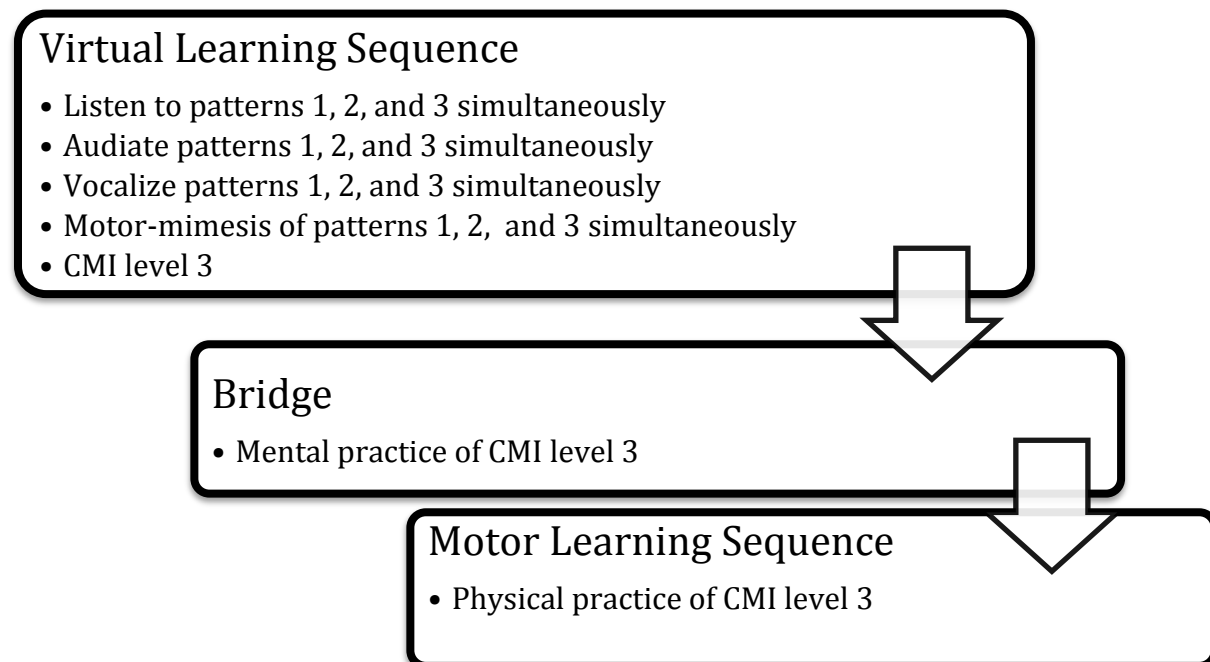 Virtual Learning Sequence
• Listen to patterns 1, 2, and 3 simultaneously
• Audiate patterns 1, 2, and 3 simultaneously
• Vocalize patterns 1, 2, and 3 simultaneously
• Motor-mimesis of patterns 1, 2,  and 3 simultaneously
• CMI level 3
Bridge
• Mental practice of CMI level 3
Motor Learning Sequence
• Physical practice of CMI level 3